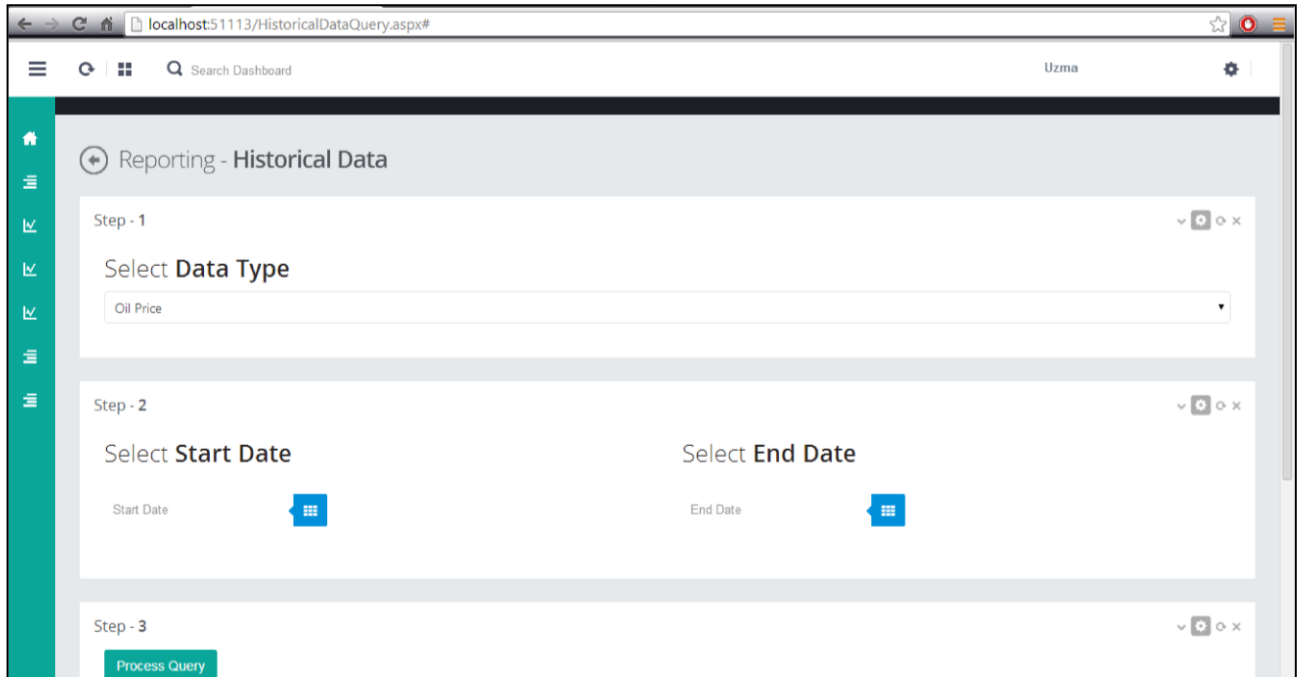 localhost:51113/HistoricalDataQuery.aspx#
Search Dashboard
Uzma
Reporting - Historical Data
Step - 1
Select Data Type
Oil Price
Step - 2
Select Start Date
Select End Date
Start Date
End Date
Step - 3
Process Query